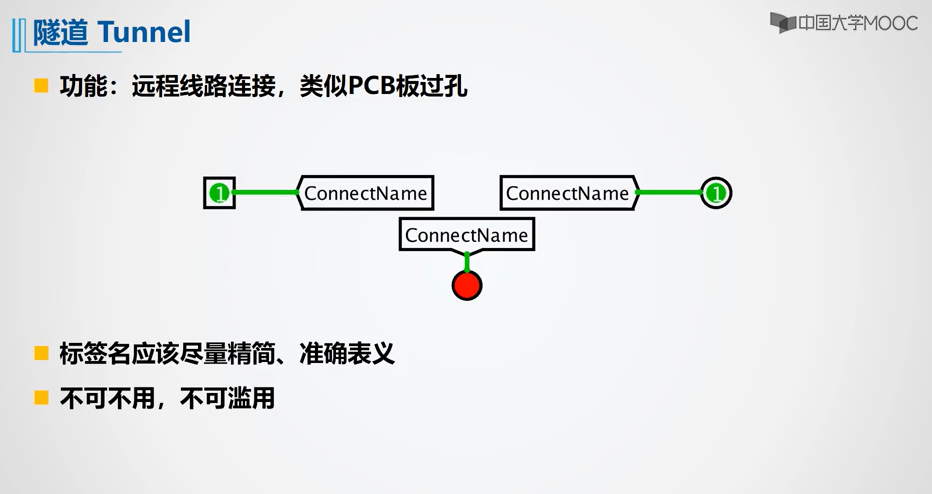 隧道 Tunnel
中国大学MOOC
功能：远程线路连接，类似PCB板过孔
1 ConnectName ConnectName 1
ConnectName
标签名应该尽量精简、准确表义
不可不用，不可滥用